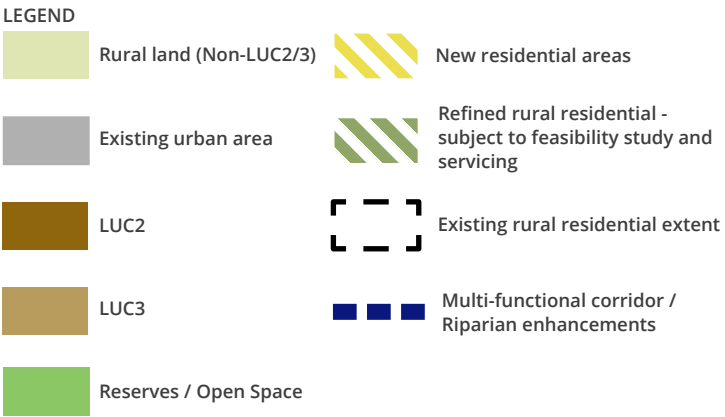 LEGEND
Rural land (Non-LUC2/3)
Existing urban area
LUC2
LUC3
Reserves / Open Space
New residential areas
Refined rural residential -
subject to feasibility study and
servicing
Existing rural residential extent
Multi-functional corridor /
Riparian enhancements